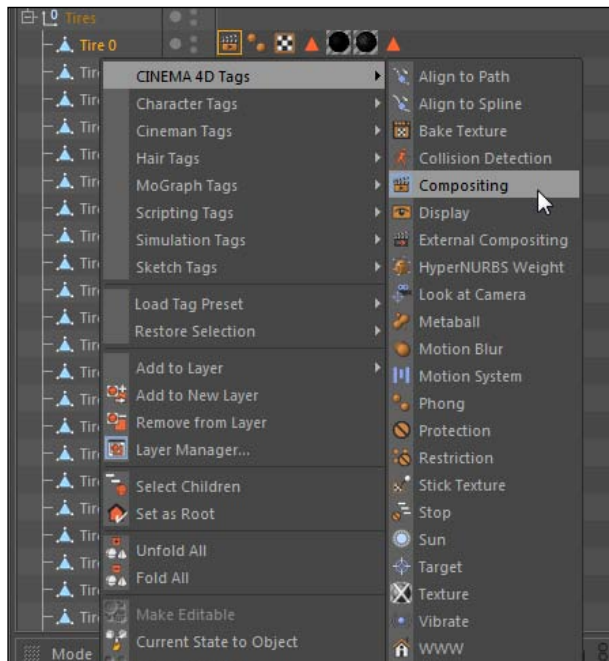 Tires
Tire 0
Tire
CINEMA 4D Tags
Character Tags
Cineman Tags
Hair Tags
MoGraph Tags
Scripting Tags
Simulation Tags
Sketch Tags
Load Tag Preset
Restore Selection
Add to Layer
Add to New Layer
Remove from Layer
Layer Manager...
Select Children
Set as Root
Unfold All
Fold All
Make Editable
Current State to Object
Align to Path
Align to Spline
Bake Texture
Collision Detection
Compositing
Display
External Compositing
HyperNURBS Weight
Look at Camera
Metaball
Motion Blur
Motion System
Phong
Protection
Restriction
Stick Texture
Stop
Sun
Target
Texture
Vibrate
WWW
Mode